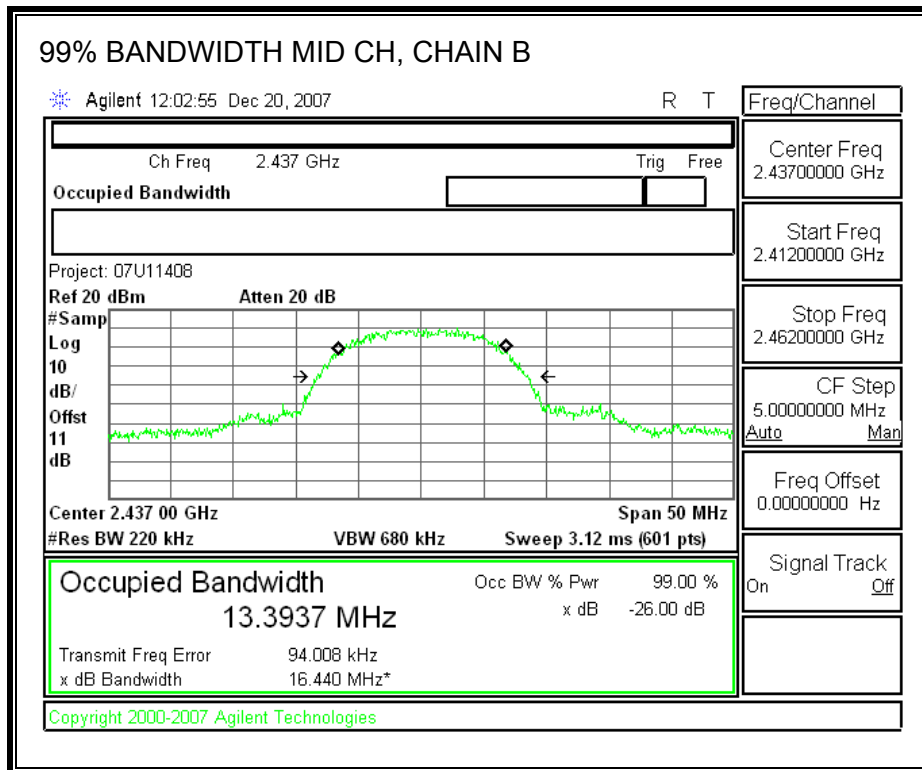 99% BANDWIDTH MID CH, CHAIN B
Agilent 12:02:55 Dec 20, 2007 R T
Freq/Channel
Ch Freq 2.437 GHz Trig Free
Occupied Bandwidth
Center Freq
2.43700000 GHz
Start Freq
2.41200000 GHz
Stop Freq
2.46200000 GHz
CF Step
5.00000000 MHz
Auto Man
Freq Offset
0.00000000 Hz
Signal Track
On Off
Project: 07U11408
Ref 20 dBm Atten 20 dB
#Samp
Log
10
dB/
Offst
11
dB
Center 2.437 00 GHz Span 50 MHz
#Res BW 220 kHz VBW 680 kHz Sweep 3.12 ms (601 pts)
Occupied Bandwidth Occ BW % Pwr 99.00 %
13.3937 MHz x dB -26.00 dB
Transmit Freq Error 94.008 kHz
x dB Bandwidth 16.440 MHz*
Copyright 2000-2007 Agilent Technologies